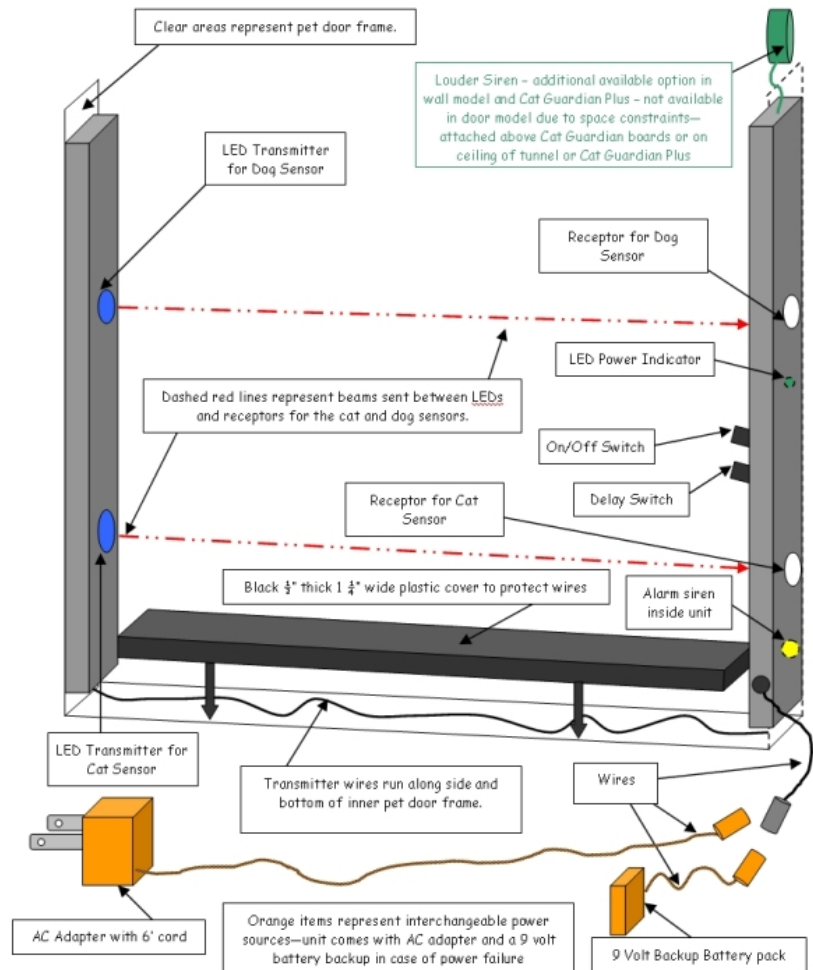 Clear areas represent pet door frame.
Louder Siren – additional available option in
wall model and Cat Guardian Plus – not available
in door model due to space constraints—
attached above Cat Guardian boards or on
ceiling of tunnel or Cat Guardian Plus
LED Transmitter
for Dog Sensor
Receptor for Dog
Sensor
LED Power Indicator
Dashed red lines represent beams sent between LEDs
and receptors for the cat and dog sensors.
On/Off Switch
Delay Switch
Receptor for Cat
Sensor
Black ½" thick 1 ¼" wide plastic cover to protect wires
Alarm siren
inside unit
LED Transmitter for
Cat Sensor
Transmitter wires run along side and
bottom of inner pet door frame.
Wires
AC Adapter with 6' cord
Orange items represent interchangeable power
sources—unit comes with AC adapter and a 9 volt
battery backup in case of power failure
9 Volt Backup Battery pack